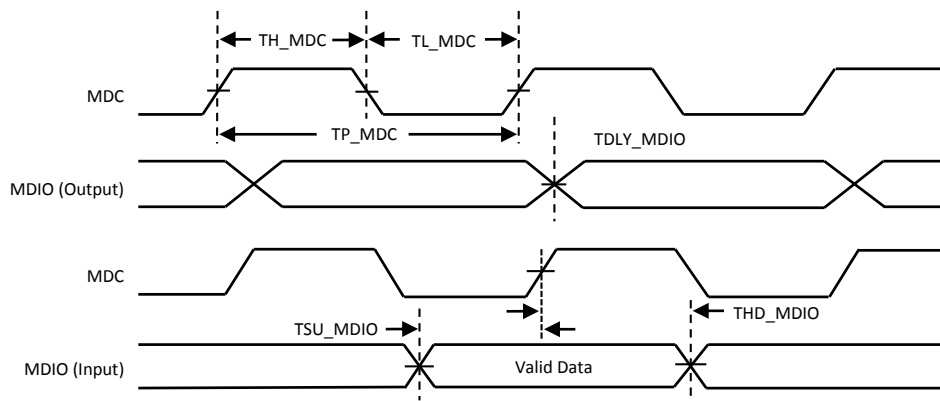 TH_MDC
TL_MDC
MDC
TP_MDC
TDLY_MDIO
MDIO (Output)
MDC
TSU_MDIO
THD_MDIO
MDIO (Input)
Valid Data